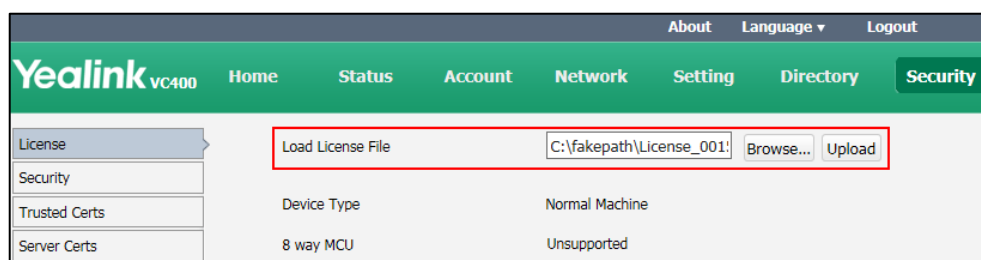 About Language ▾ Logout
Yealink VC400 Home Status Account Network Setting Directory Security
License Load License File C:\fakepath\License_001 Browse... Upload
Security
Trusted Certs Device Type Normal Machine
Server Certs 8 way MCU Unsupported